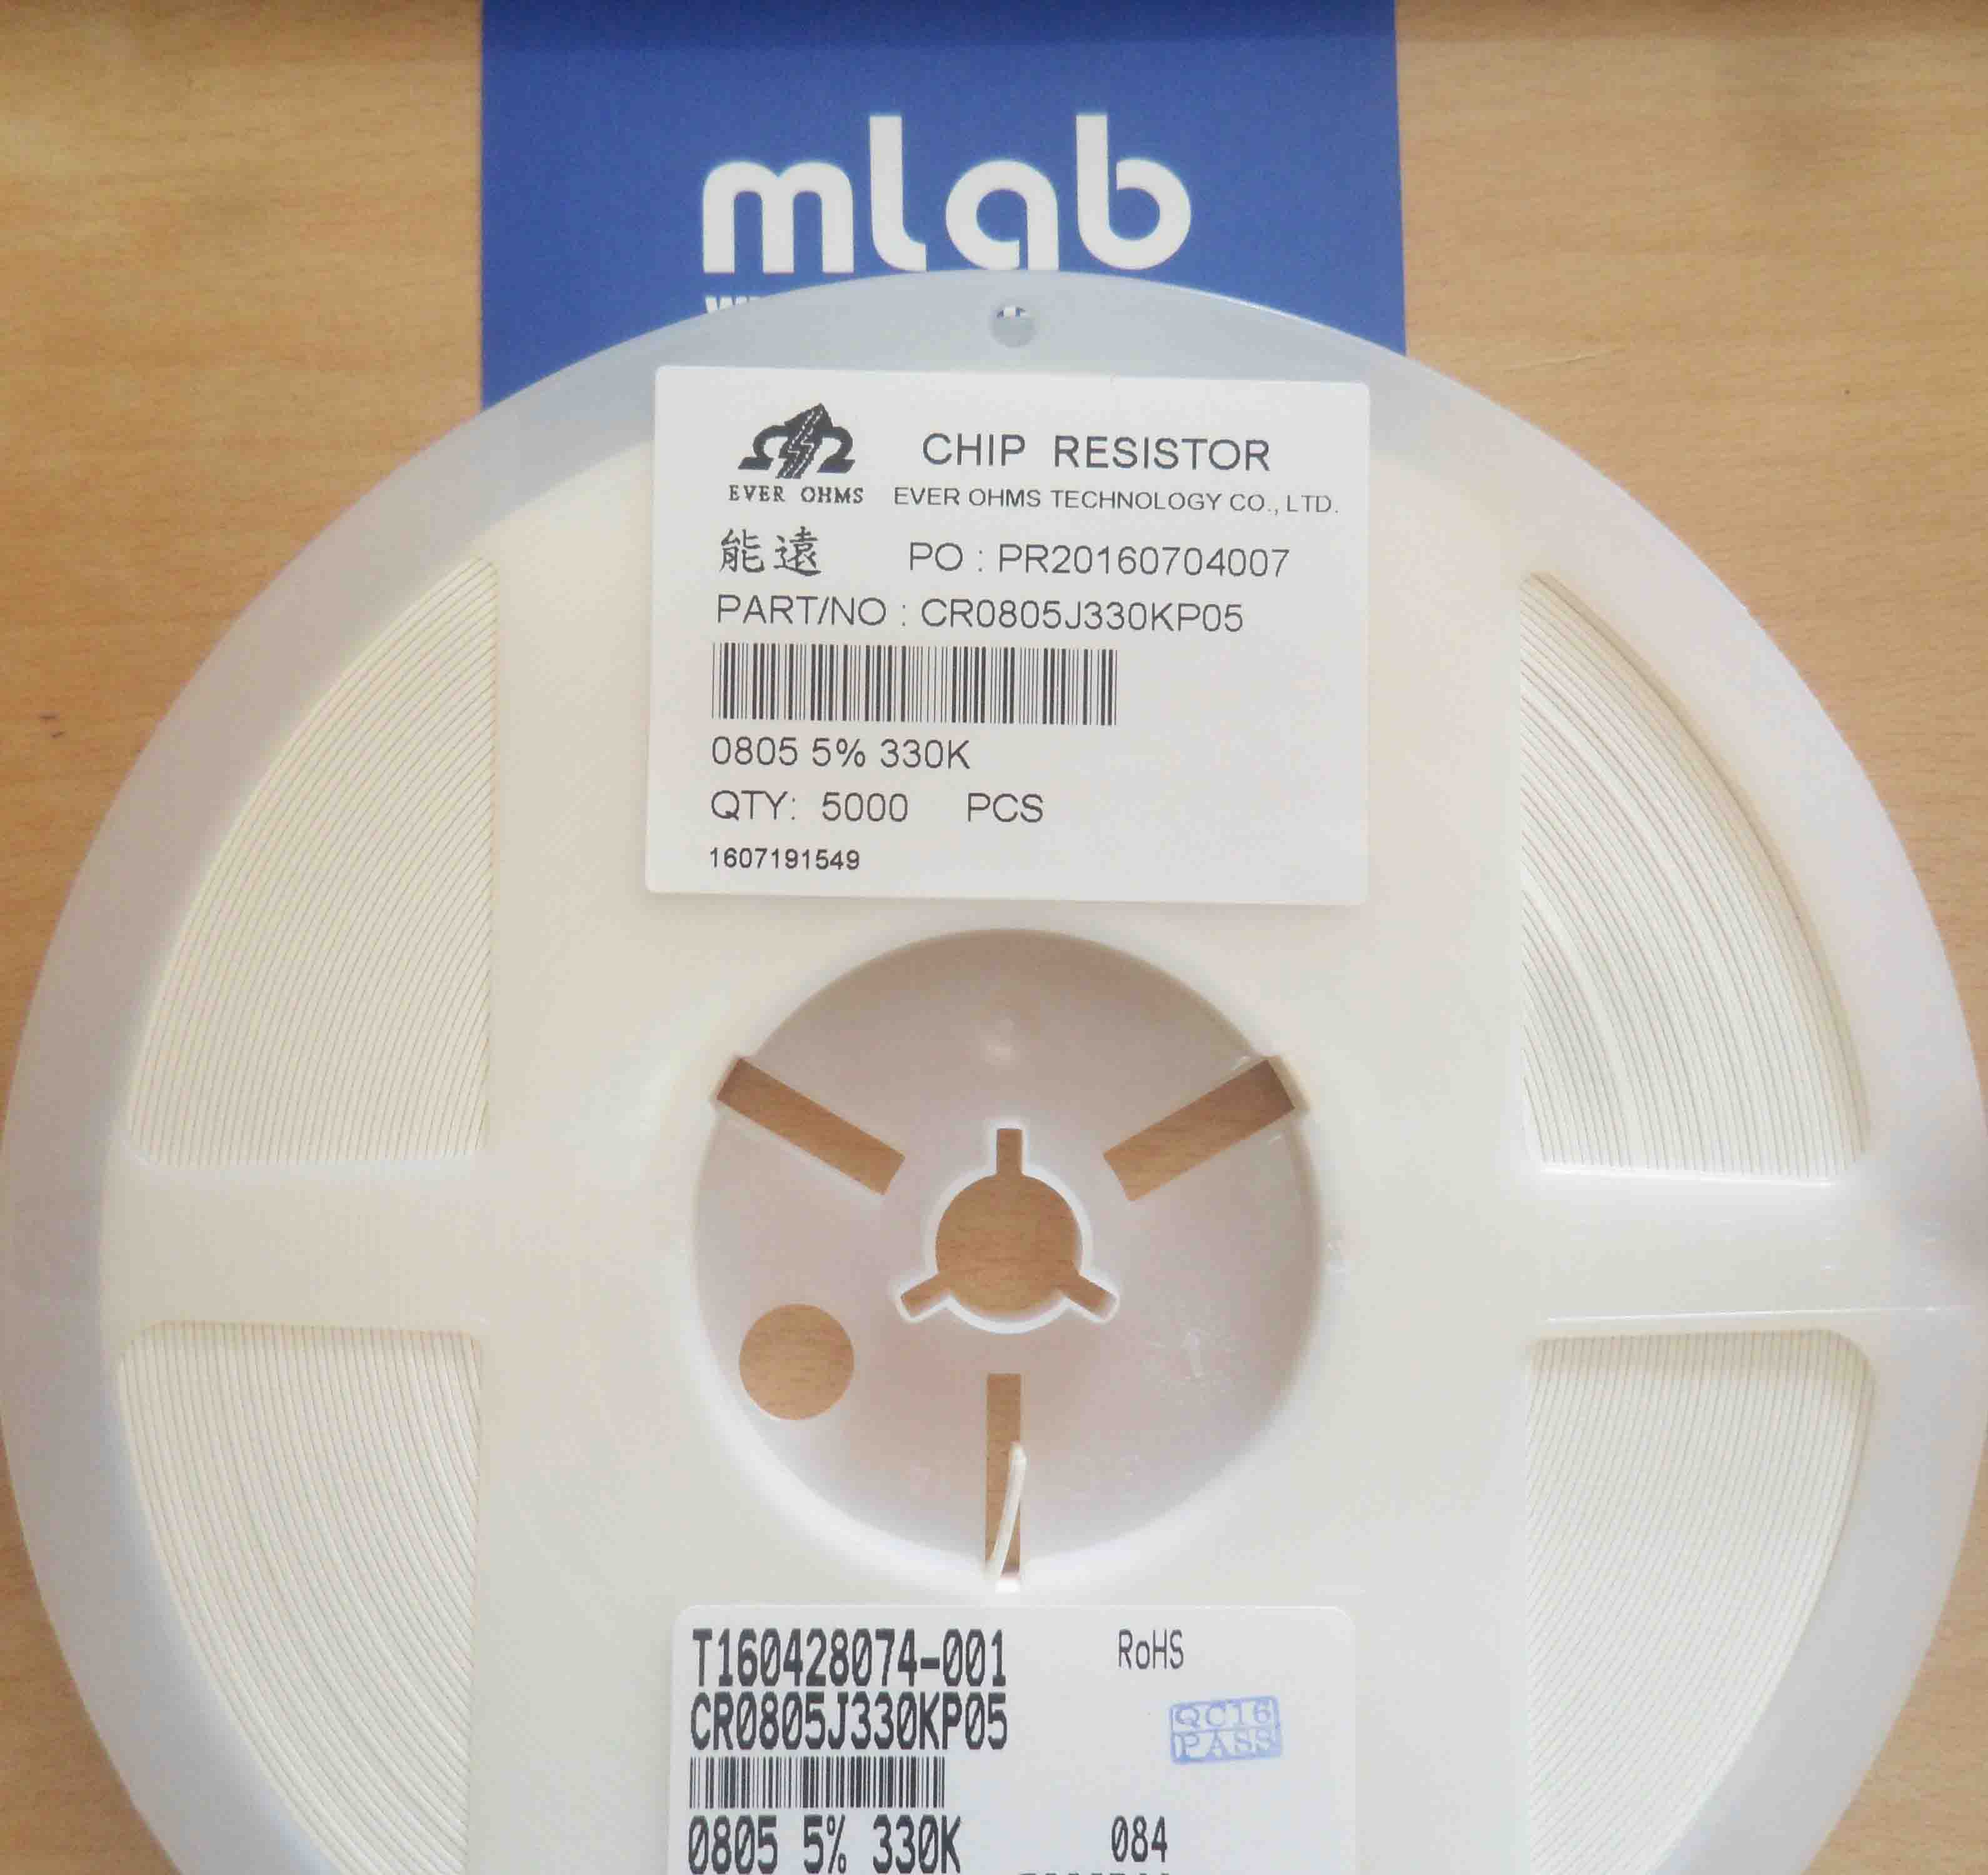 mlab
CHIP RESISTOR
EVER OHMS
EVER OHMS TECHNOLOGY CO., LTD.
能遠
PO : PR20160704007
PART/NO : CR0805J330KP05
0805 5% 330K
QTY: 5000 PCS
1607191549
T160428074-001
RoHS
CR0805J330KP05
QC16
PASS
0805 5% 330K
084